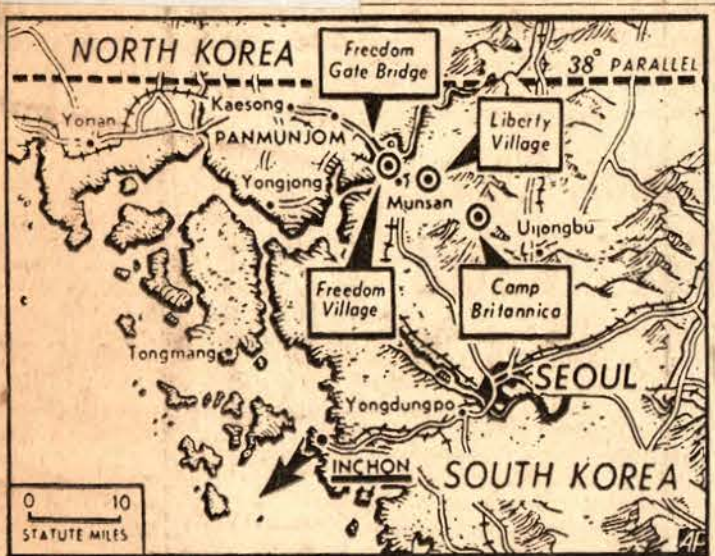 NORTH KOREA
Freedom
Gate Bridge
38° PARALLEL
Kaesong
Yonan
PANMUNJOM
Liberty
Village
Yongjong
Munsan
Uijongbu
Freedom
Village
Camp
Britannica
Tongmang
SEOUL
Yongdungpo
INCHON
SOUTH KOREA
0 10
STATUTE MILES
AP